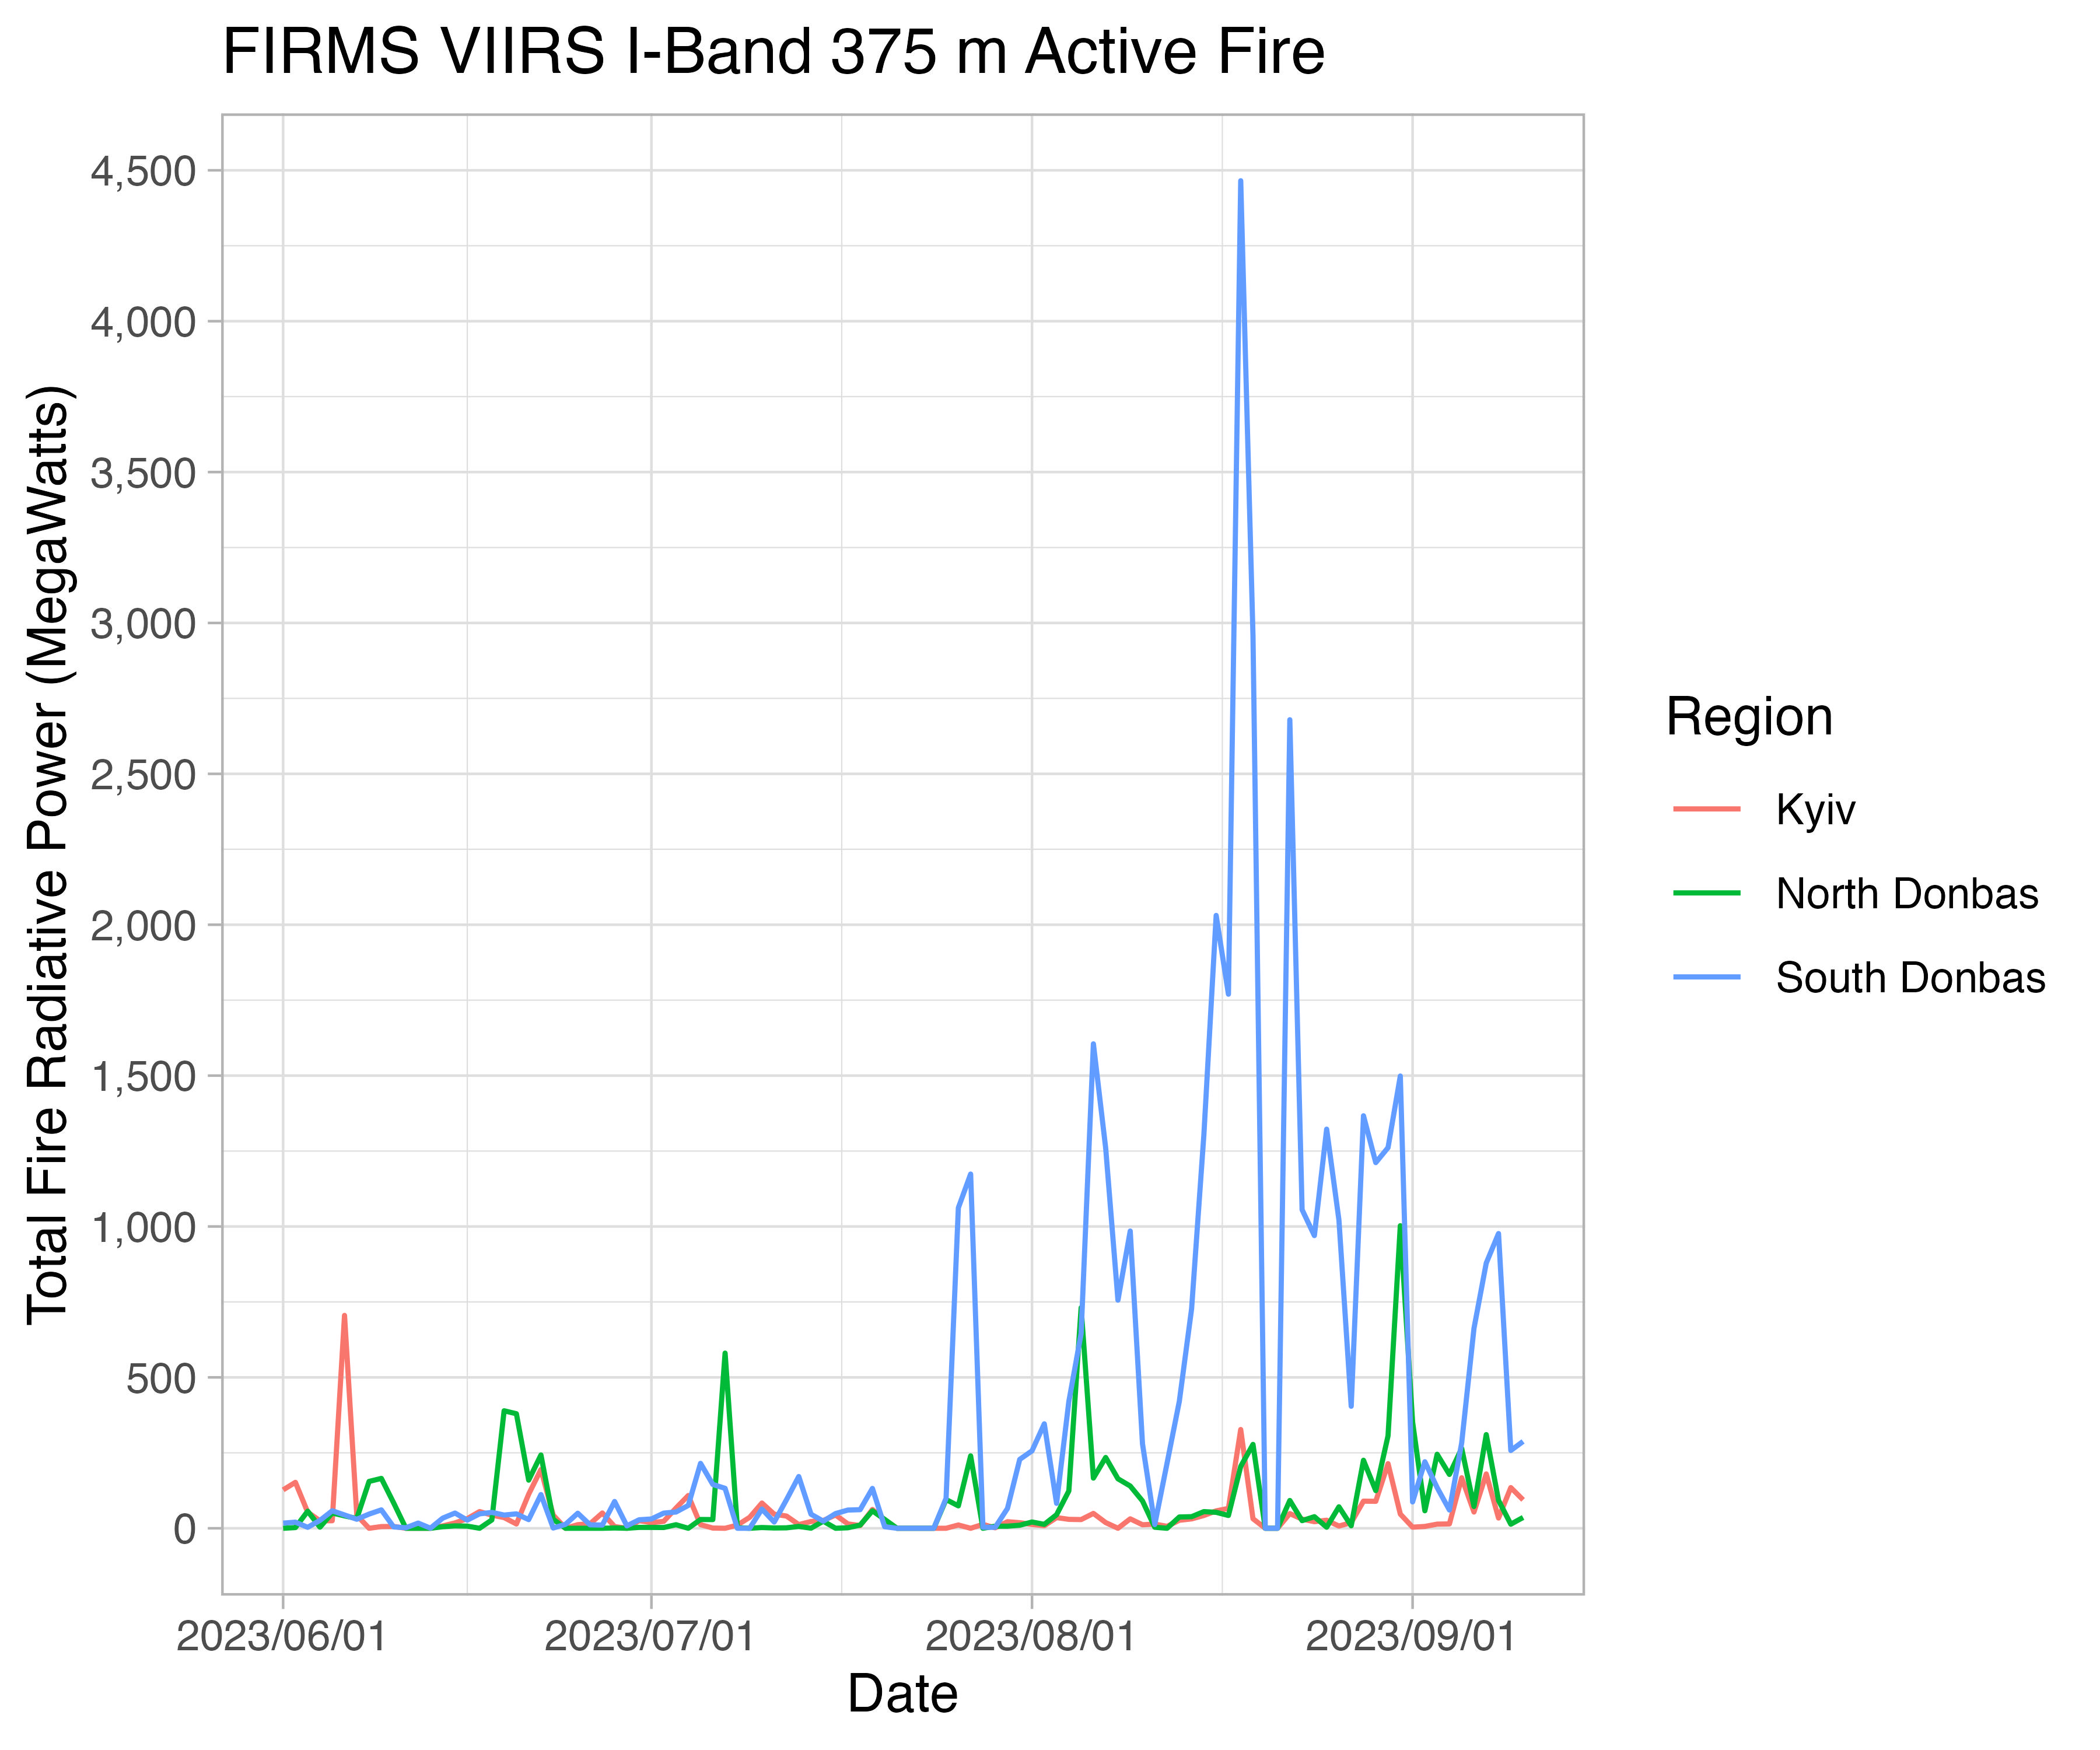 FIRMS VIIRS I-Band 375 m Active Fire
Total Fire Radiative Power (MegaWatts)
4,500
4,000
3,500
3,000
2,500
2,000
1,500
1,000
500
0
2023/06/01
2023/07/01
2023/08/01
2023/09/01
Date
Region
Kyiv
North Donbas
South Donbas